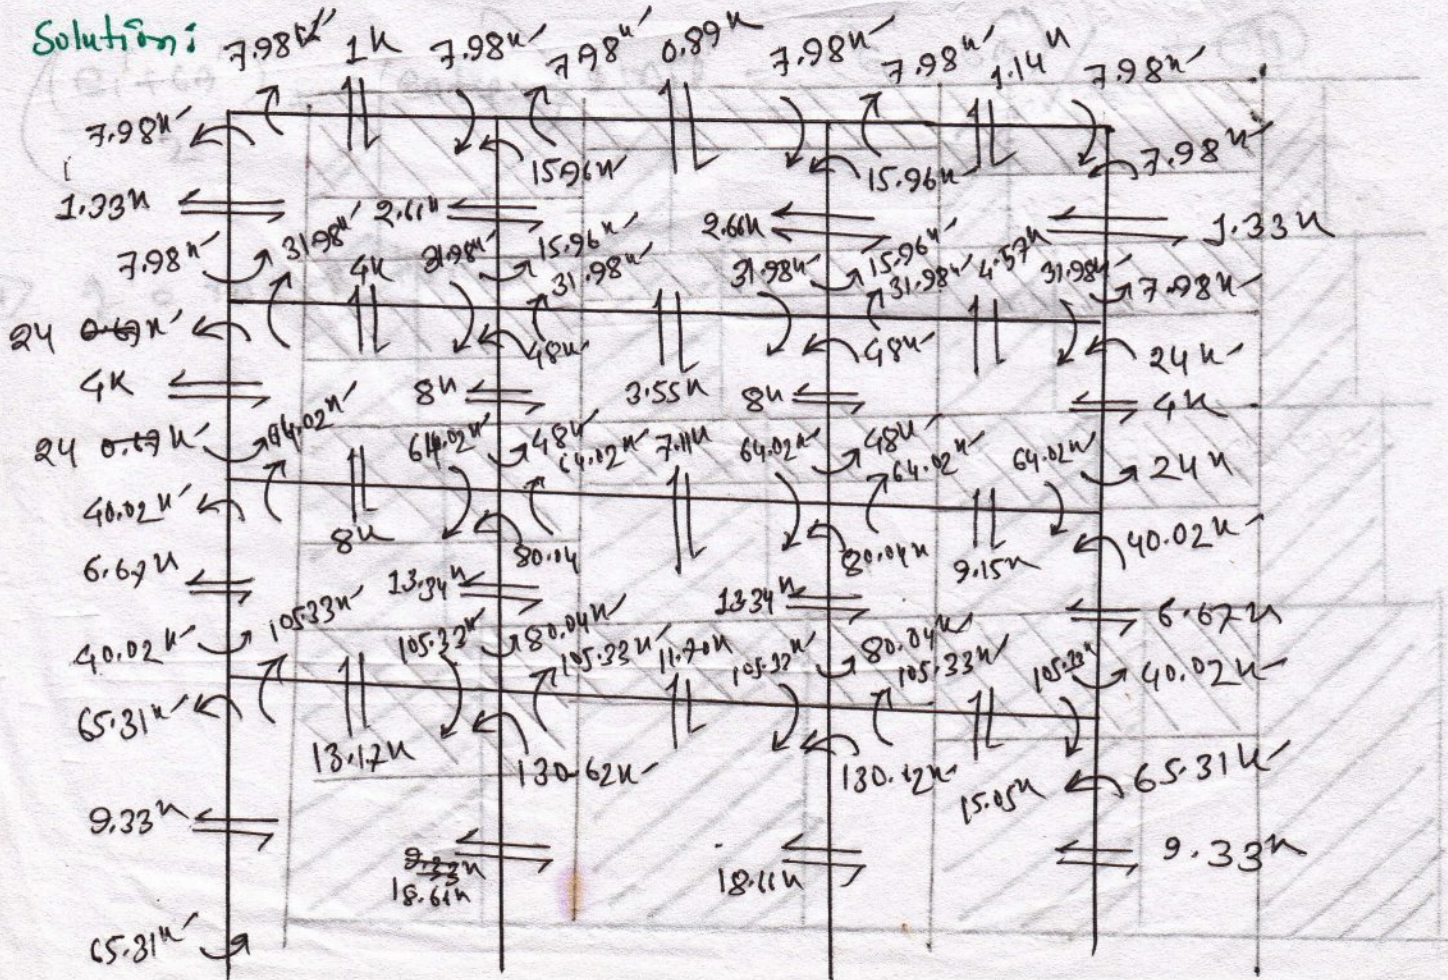 Solution:
7.98k' 1k 7.98k' 7.98k' 0.89k 7.98k' 7.98k' 1.14k 7.98k'
7.98k' 15.96k' 15.96k' 7.98k'
1.33k 2.66k 2.66k 1.33k
7.98k' 31.98k' 4k 31.98k' 15.96k' 31.98k' 31.98k' 15.96k' 31.98k' 4.57k 31.98k' 7.98k'
24 k' 48k' 48k' 24k'
4k 8k 3.55k 8k 4k
24 k' 64.02k' 64.02k' 48k' 64.02k' 7.11k 64.02k' 48k' 64.02k' 64.02k' 24k
40.02k' 8k 80.04 80.04k' 9.15k 40.02k'
6.67k 13.34k 13.34k 6.67k
40.02k' 105.33k' 105.33k' 80.04k' 105.33k' 11.70k 105.33k' 80.04k' 105.33k' 105.33k' 40.02k'
65.31k' 13.17k 130.62k' 130.62k' 15.05k 65.31k'
9.33k 9.33k 18.61k 18.61k 9.33k
65.31k'